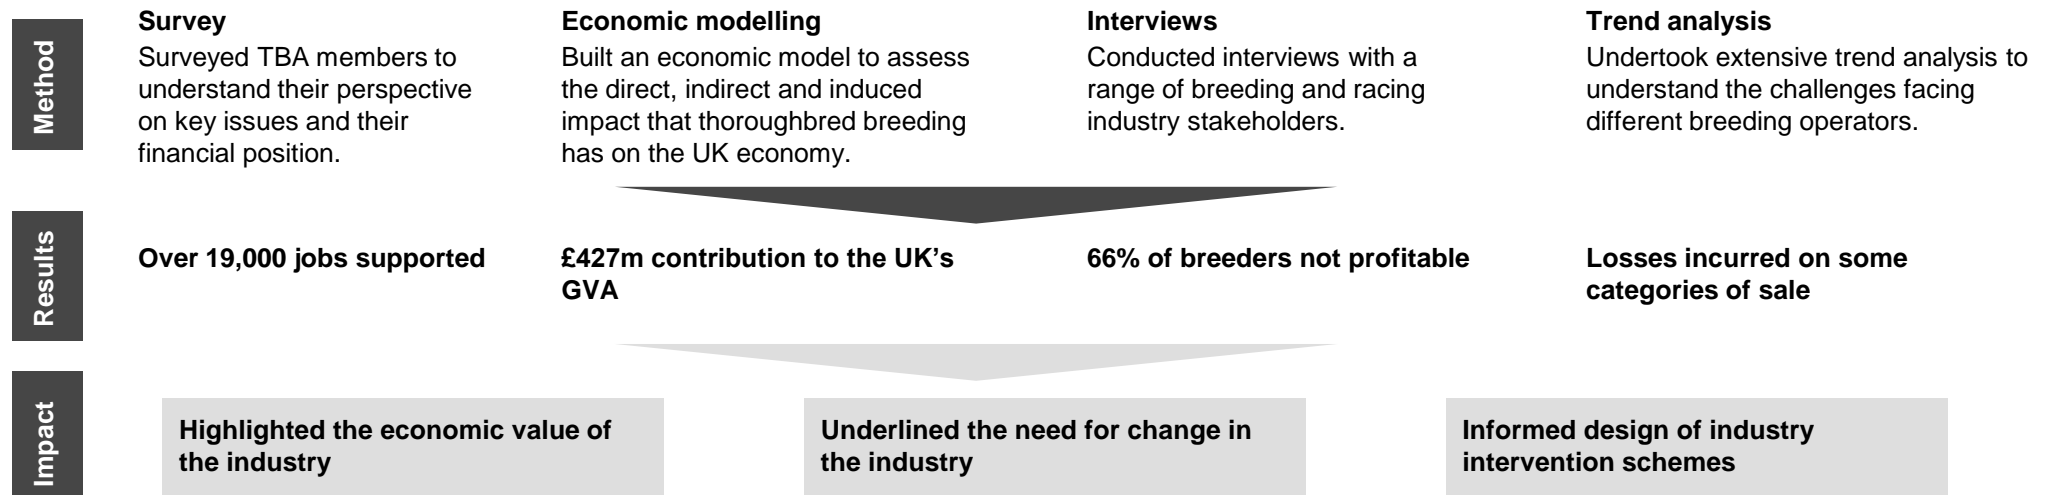 Method
Survey
Surveyed TBA members to
understand their perspective
on key issues and their
financial position.
Economic modelling
Built an economic model to assess
the direct, indirect and induced
impact that thoroughbred breeding
has on the UK economy.
Interviews
Conducted interviews with a
range of breeding and racing
industry stakeholders.
Trend analysis
Undertook extensive trend analysis to
understand the challenges facing
different breeding operators.
Results
Over 19,000 jobs supported
£427m contribution to the UK's
GVA
66% of breeders not profitable
Losses incurred on some
categories of sale
Impact
Highlighted the economic value of
the industry
Underlined the need for change in
the industry
Informed design of industry
intervention schemes